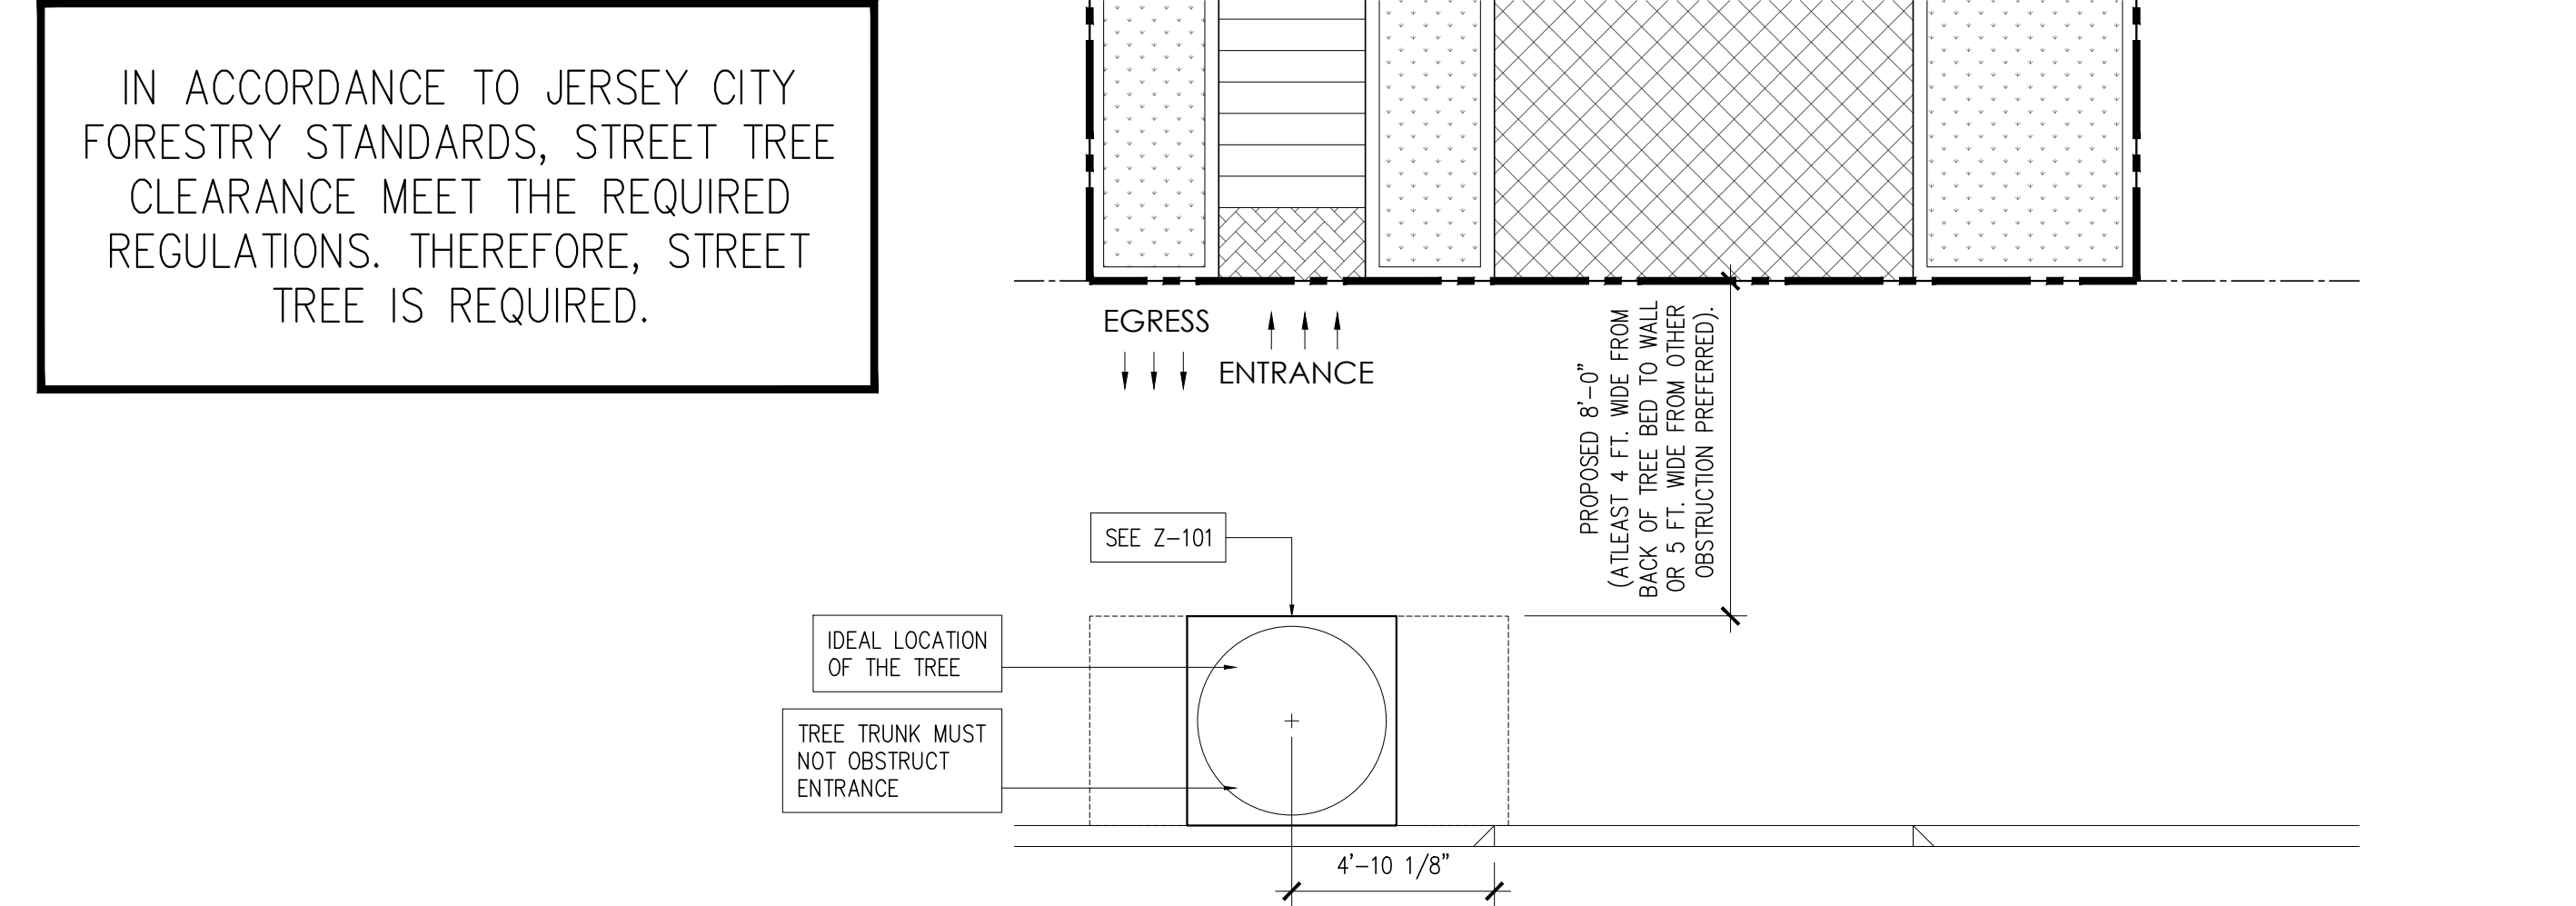 IN ACCORDANCE TO JERSEY CITY
FORESTRY STANDARDS, STREET TREE
CLEARANCE MEET THE REQUIRED
REGULATIONS. THEREFORE, STREET
TREE IS REQUIRED.
EGRESS
ENTRANCE
PROPOSED 8'-0"
(ATLEAST 4 FT. WIDE FROM
BACK OF TREE BED TO WALL
OR 5 FT. WIDE FROM OTHER
OBSTRUCTION PREFERRED).
SEE Z-101
IDEAL LOCATION
OF THE TREE
TREE TRUNK MUST
NOT OBSTRUCT
ENTRANCE
4'-10 1/8"